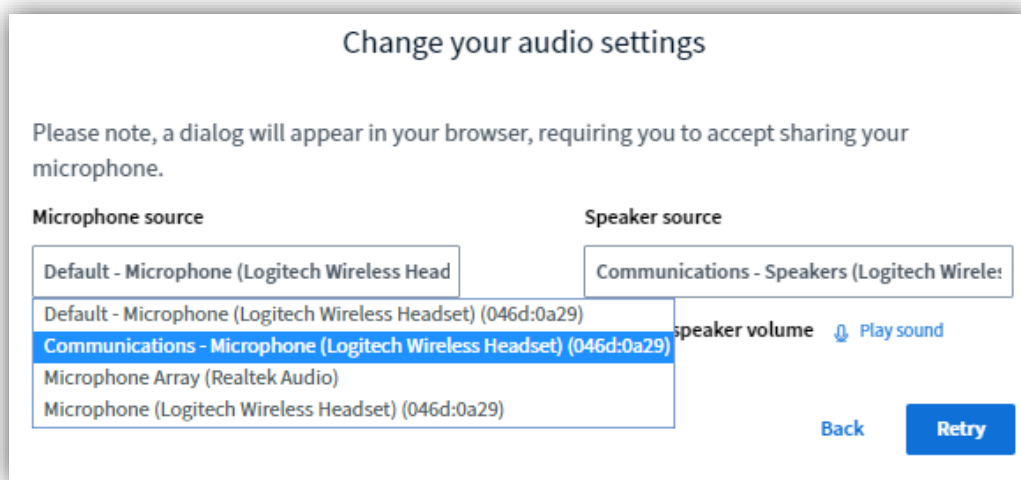 Change your audio settings
Please note, a dialog will appear in your browser, requiring you to accept sharing your
microphone.
Microphone source
Speaker source
Default - Microphone (Logitech Wireless Head
Communications - Speakers (Logitech Wireles
Default - Microphone (Logitech Wireless Headset) (046d:0a29)
Communications - Microphone (Logitech Wireless Headset) (046d:0a29)
speaker volume
Play sound
Microphone Array (Realtek Audio)
Microphone (Logitech Wireless Headset) (046d:0a29)
Back
Retry